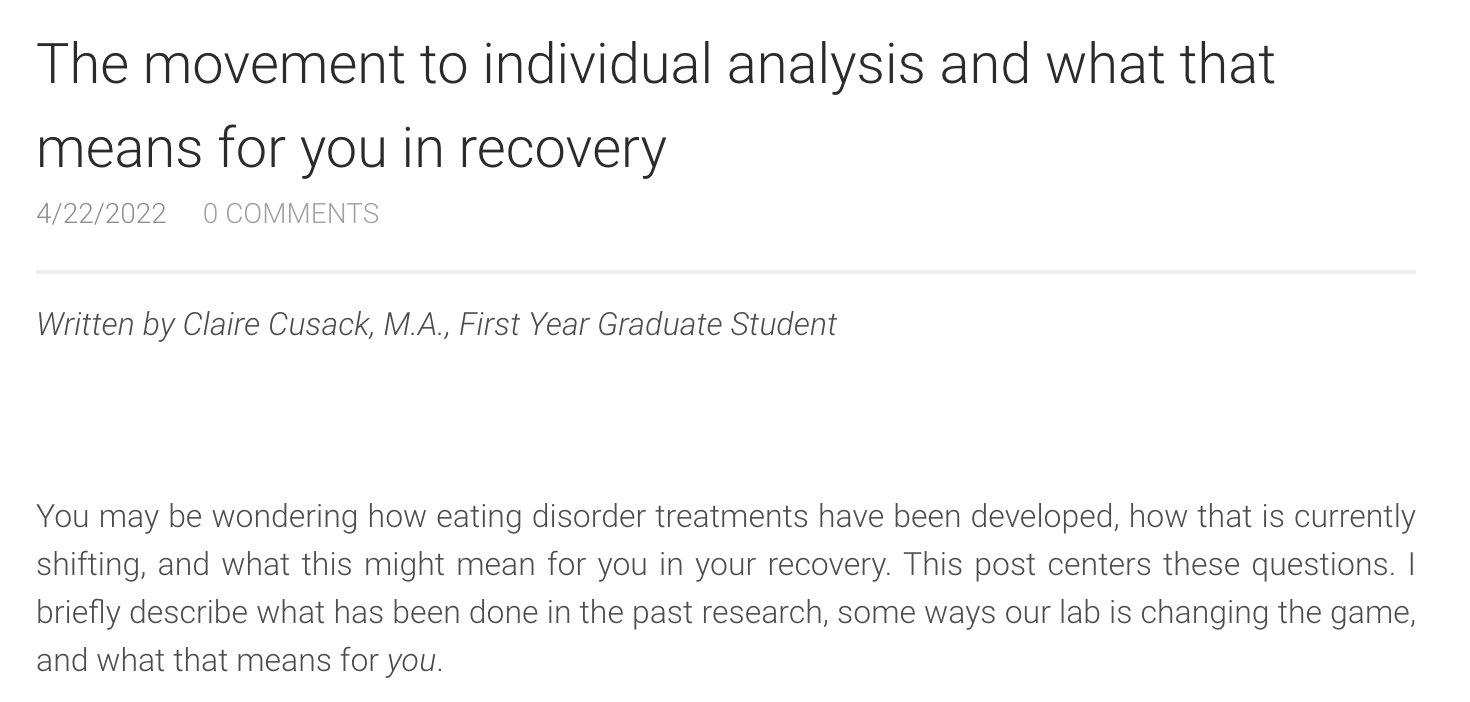 The movement to individual analysis and what that
means for you in recovery
4/22/2022 0 COMMENTS
Written by Claire Cusack, M.A., First Year Graduate Student
You may be wondering how eating disorder treatments have been developed, how that is currently
shifting, and what this might mean for you in your recovery. This post centers these questions. I
briefly describe what has been done in the past research, some ways our lab is changing the game,
and what that means for you.